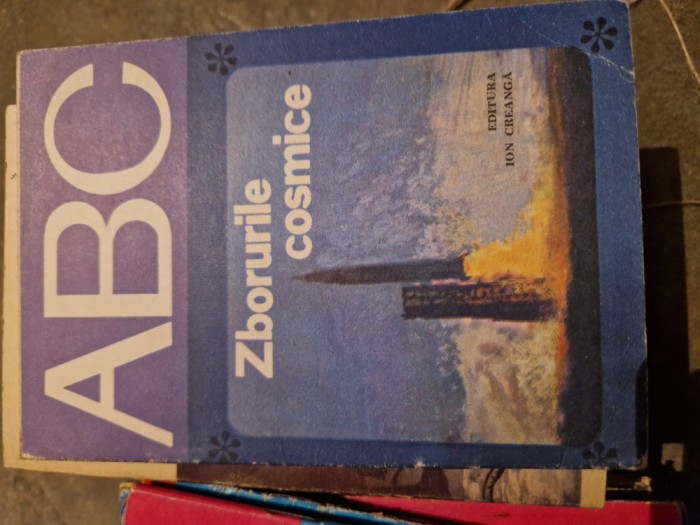 ABC
Zborurile
cosmice
EDITURA
ION CREANGĂ